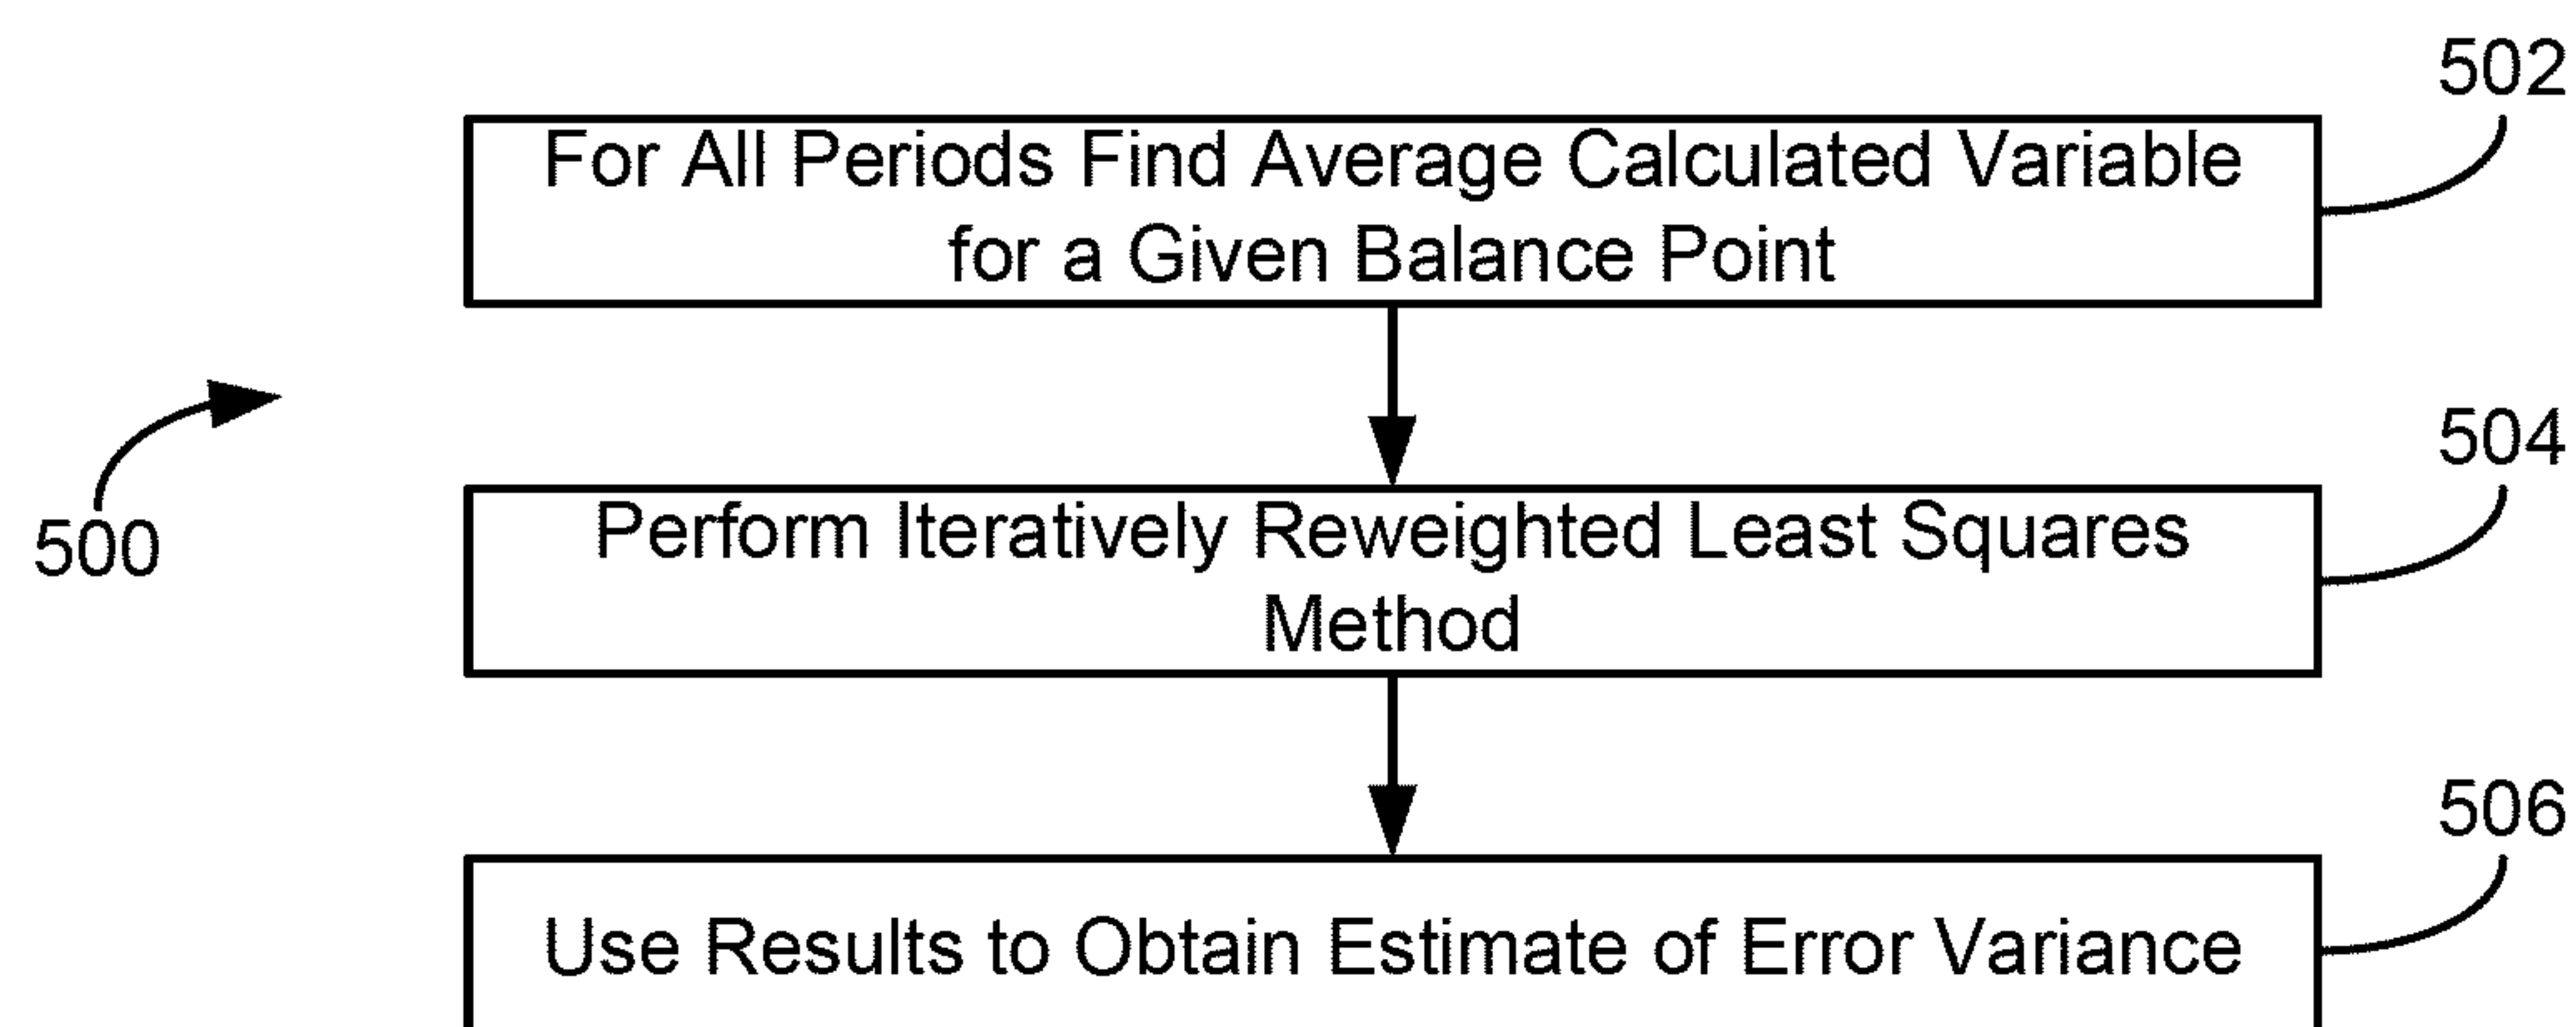 502
For All Periods Find Average Calculated Variable
for a Given Balance Point
500
504
Perform Iteratively Reweighted Least Squares
Method
506
Use Results to Obtain Estimate of Error Variance